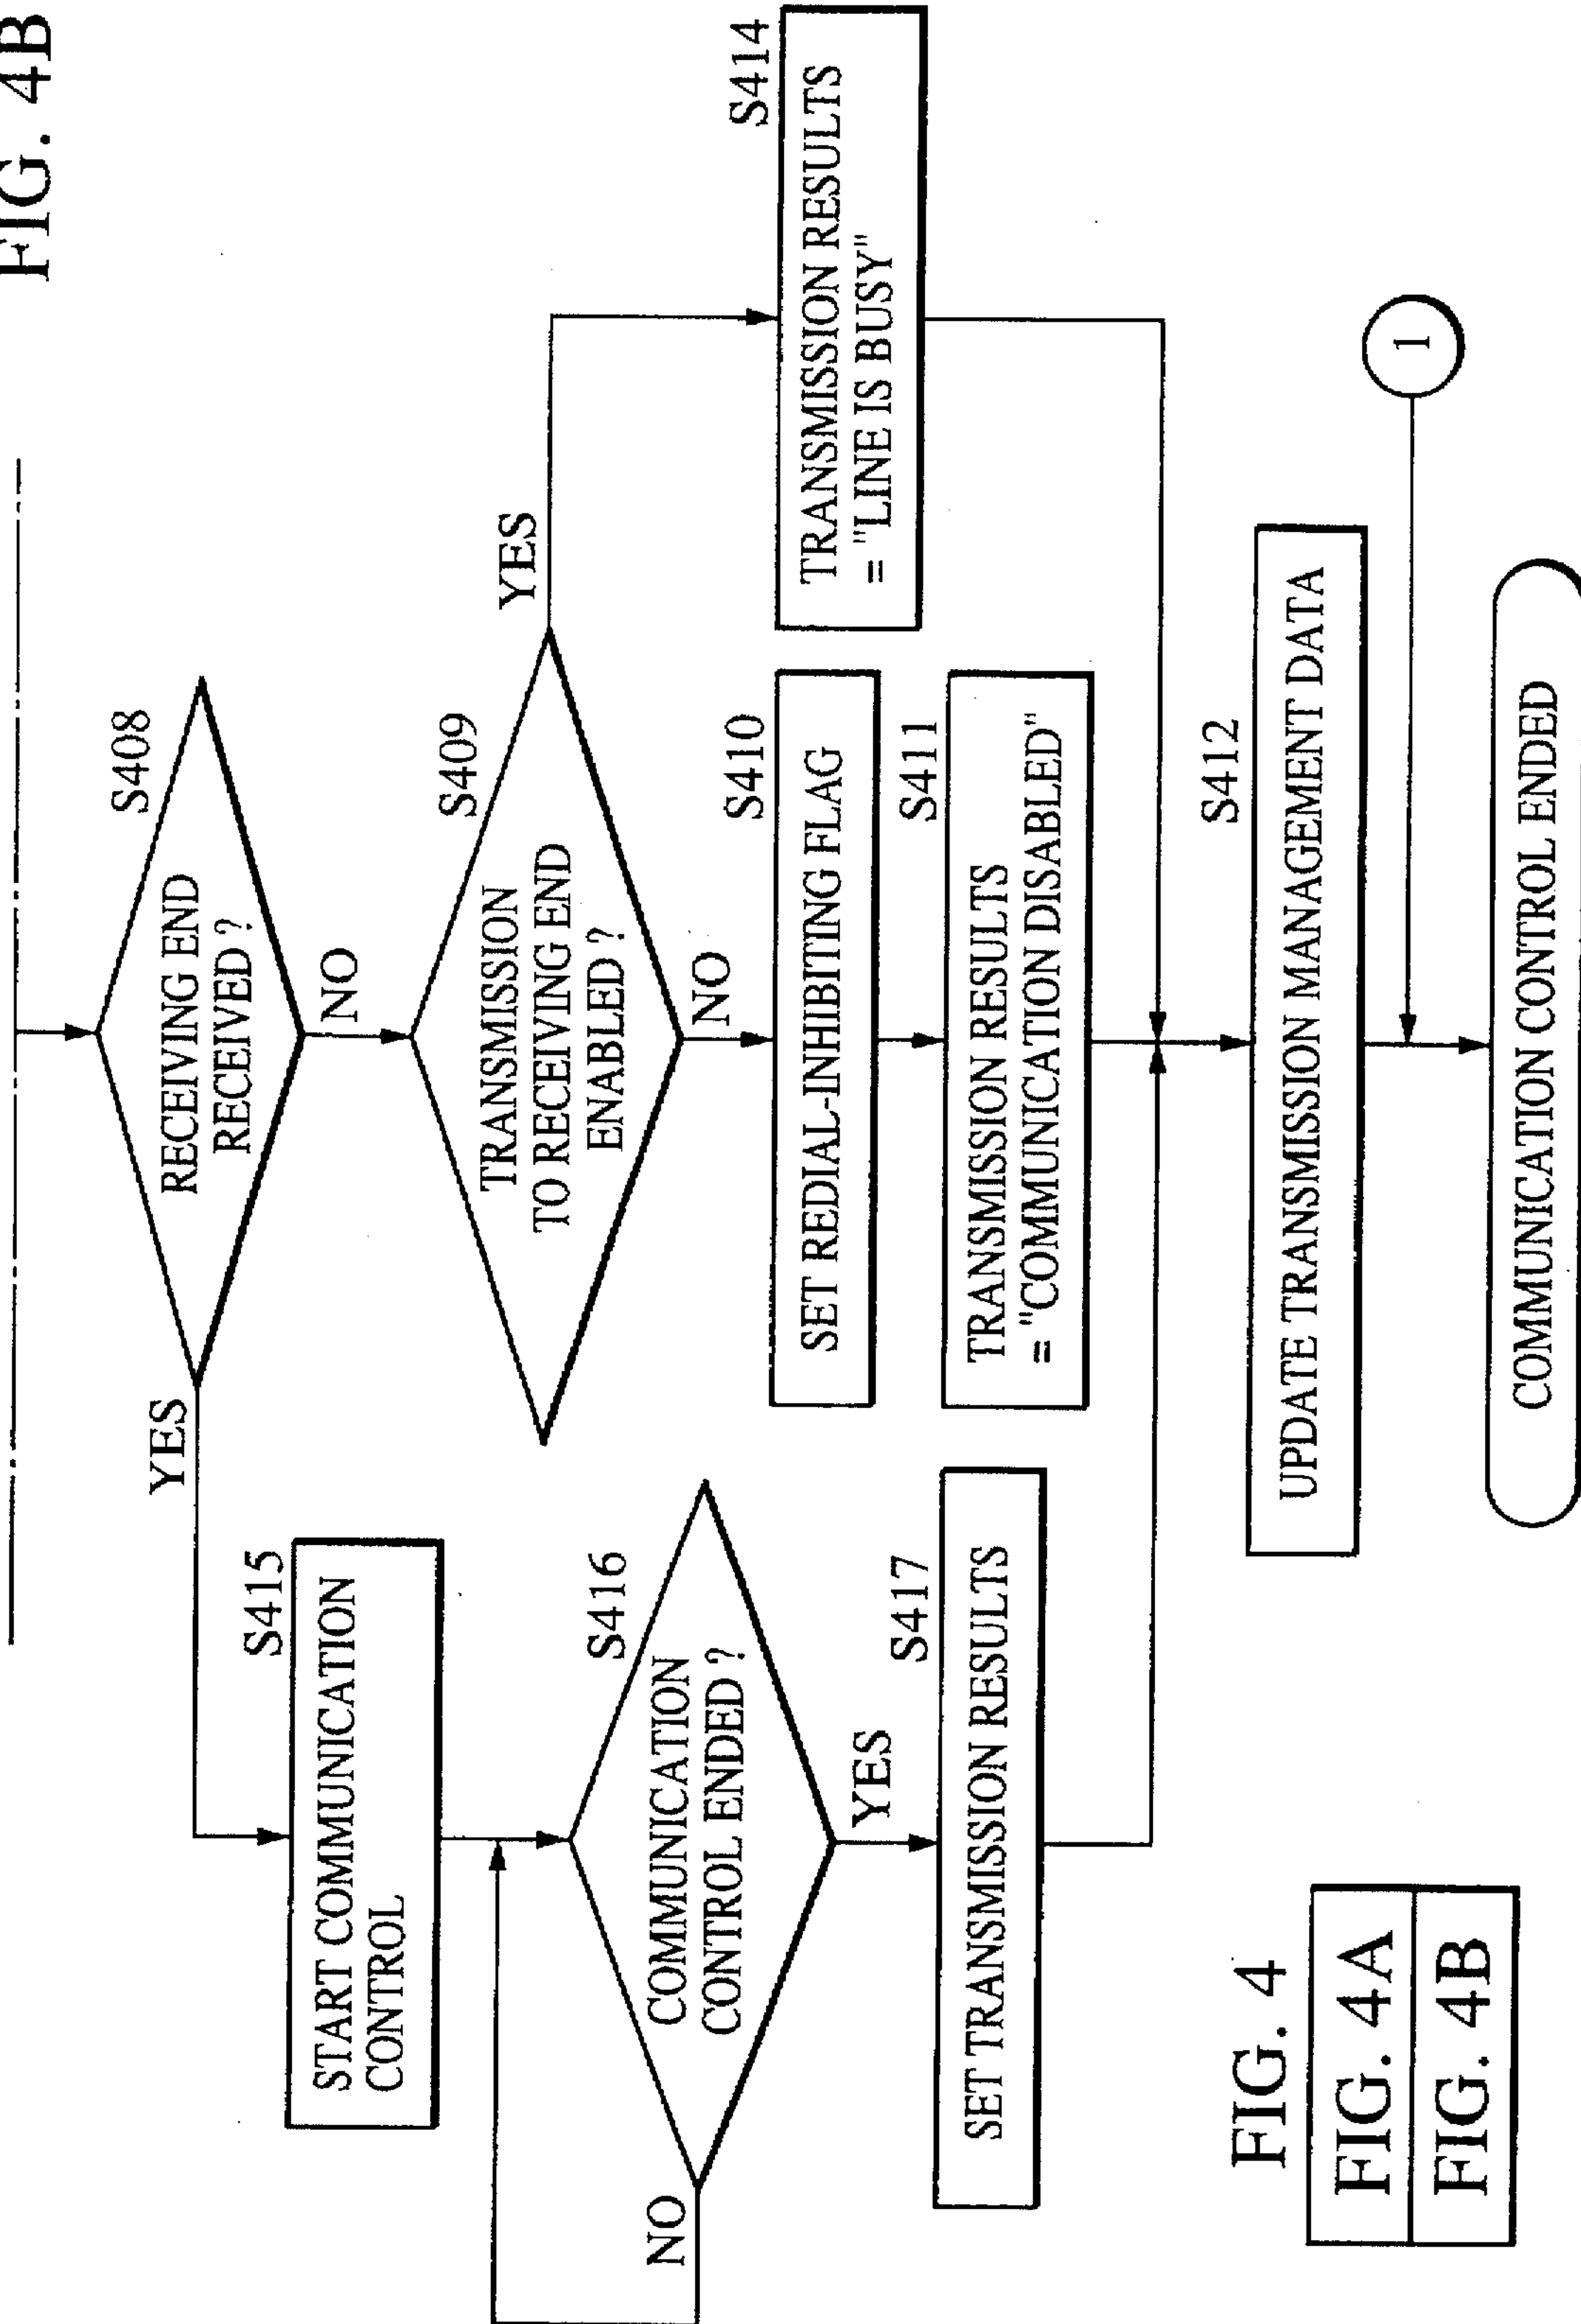 FIG. 4B
S408
RECEIVING END
RECEIVED ?
YES
NO
S415
START COMMUNICATION
CONTROL
S409
TRANSMISSION
TO RECEIVING END
ENABLED ?
YES
NO
S416
COMMUNICATION
CONTROL ENDED ?
NO
YES
S410
SET REDIAL-INHIBITING FLAG
S414
TRANSMISSION RESULTS
= "LINE IS BUSY"
S417
SET TRANSMISSION RESULTS
S411
TRANSMISSION RESULTS
= "COMMUNICATION DISABLED"
S412
UPDATE TRANSMISSION MANAGEMENT DATA
1
COMMUNICATION CONTROL ENDED
FIG. 4
FIG. 4A
FIG. 4B